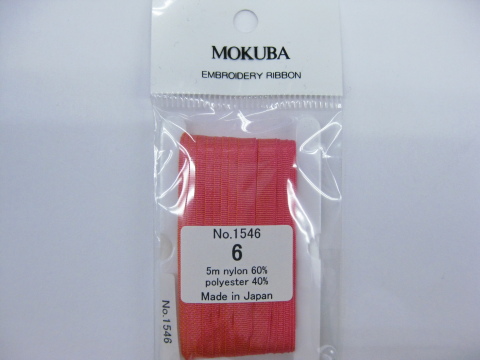 MOKUBA
EMBROIDERY RIBBON
No.1546
6
5m nylon 60%
polyester 40%
Made in Japan
No.1546